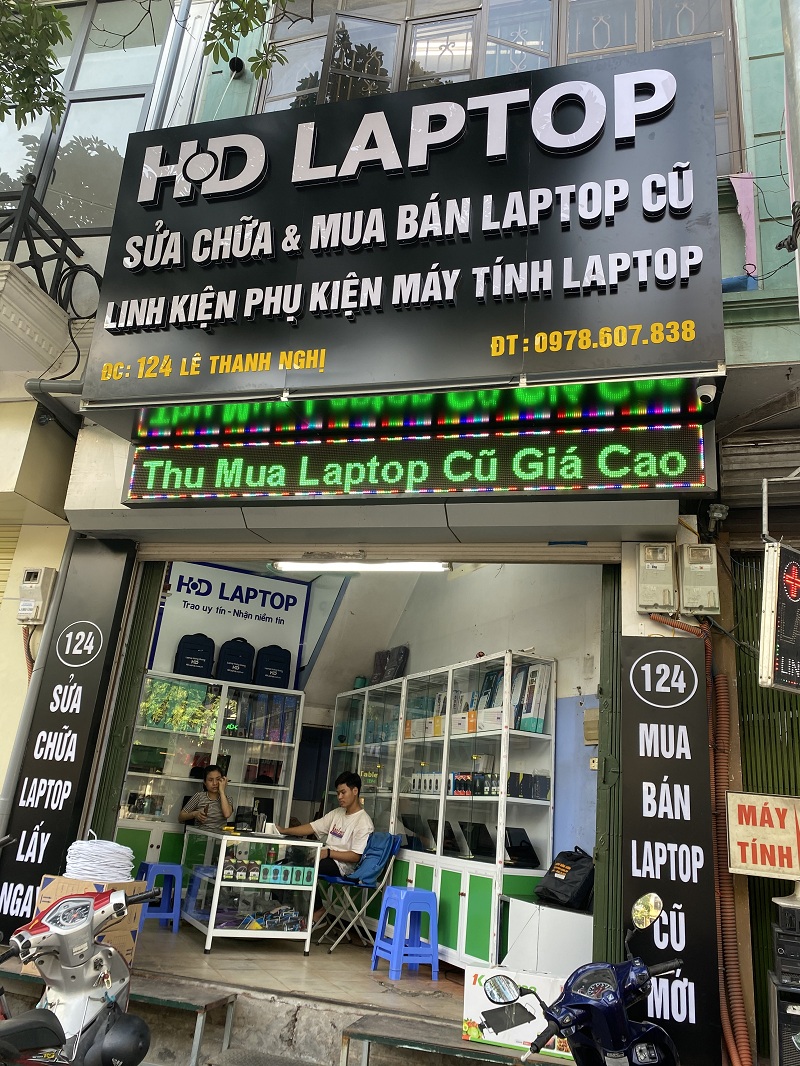 HD LAPTOP
SỬA CHỮA & MUA BÁN LAPTOP CŨ
LINH KIỆN PHỤ KIỆN MÁY TÍNH LAPTOP
ĐC: 124 LÊ THANH NGHỊ
ĐT: 0978.607.838
Thu Mua Laptop Cũ Giá Cao
HD LAPTOP
Trao uy tín - Nhận niềm tin
124
SỬA
CHỮA
LAPTOP
LẤY
NGAY
124
MUA
BÁN
LAPTOP
CŨ
MỚI
MÁY
TÍNH